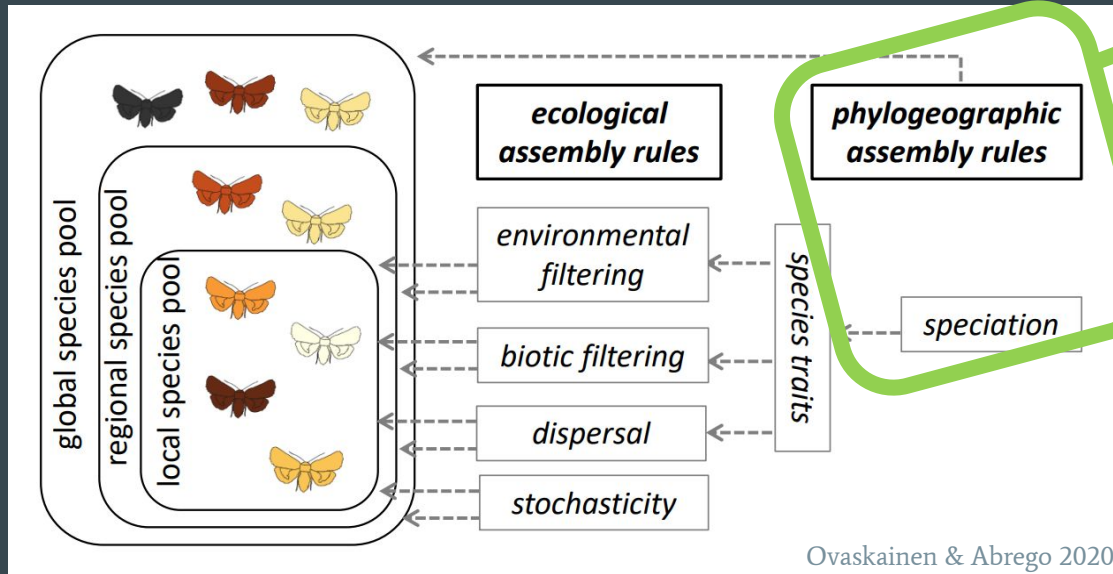 global species pool
regional species pool
local species pool
ecological
assembly rules
phylogeographic
assembly rules
environmental
filtering
biotic filtering
dispersal
stochasticity
species traits
speciation
Ovaskainen & Abrego 2020